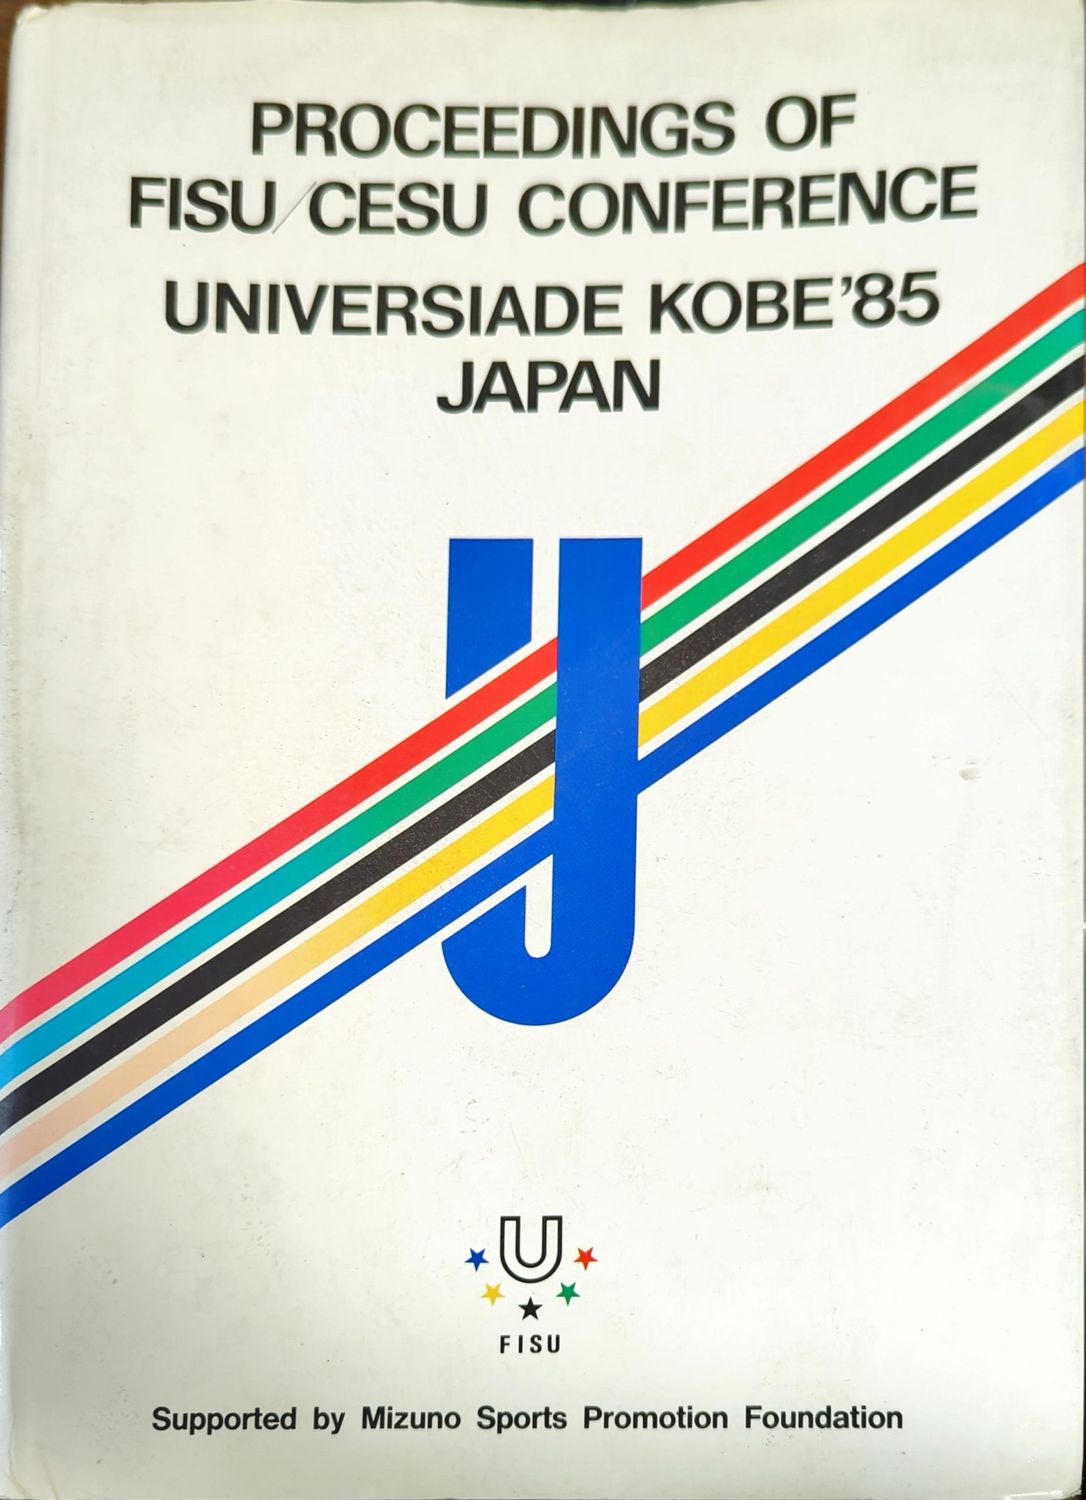 PROCEEDINGS OF
FISU/CESU CONFERENCE
UNIVERSIADE KOBE'85
JAPAN
U
FISU
Supported by Mizuno Sports Promotion Foundation